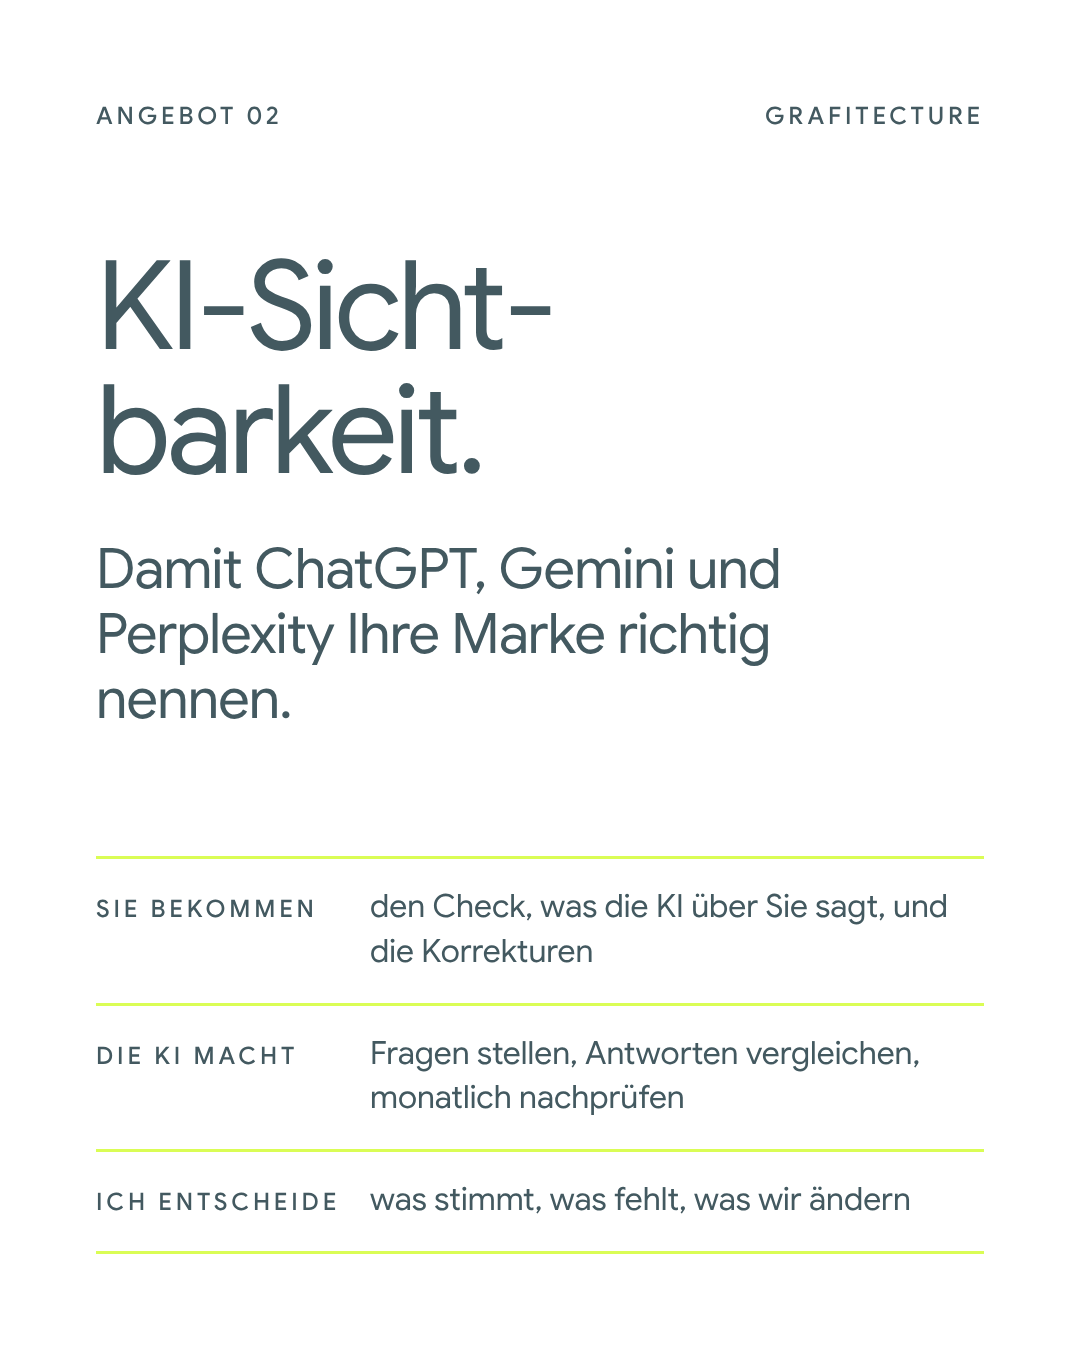 ANGEBOT 02
GRAFITECTURE
KI-Sicht-
barkeit.
Damit ChatGPT, Gemini und
Perplexity Ihre Marke richtig
nennen.
SIE BEKOMMEN
den Check, was die KI über Sie sagt, und
die Korrekturen
DIE KI MACHT
Fragen stellen, Antworten vergleichen,
monatlich nachprüfen
ICH ENTSCHEIDE
was stimmt, was fehlt, was wir ändern